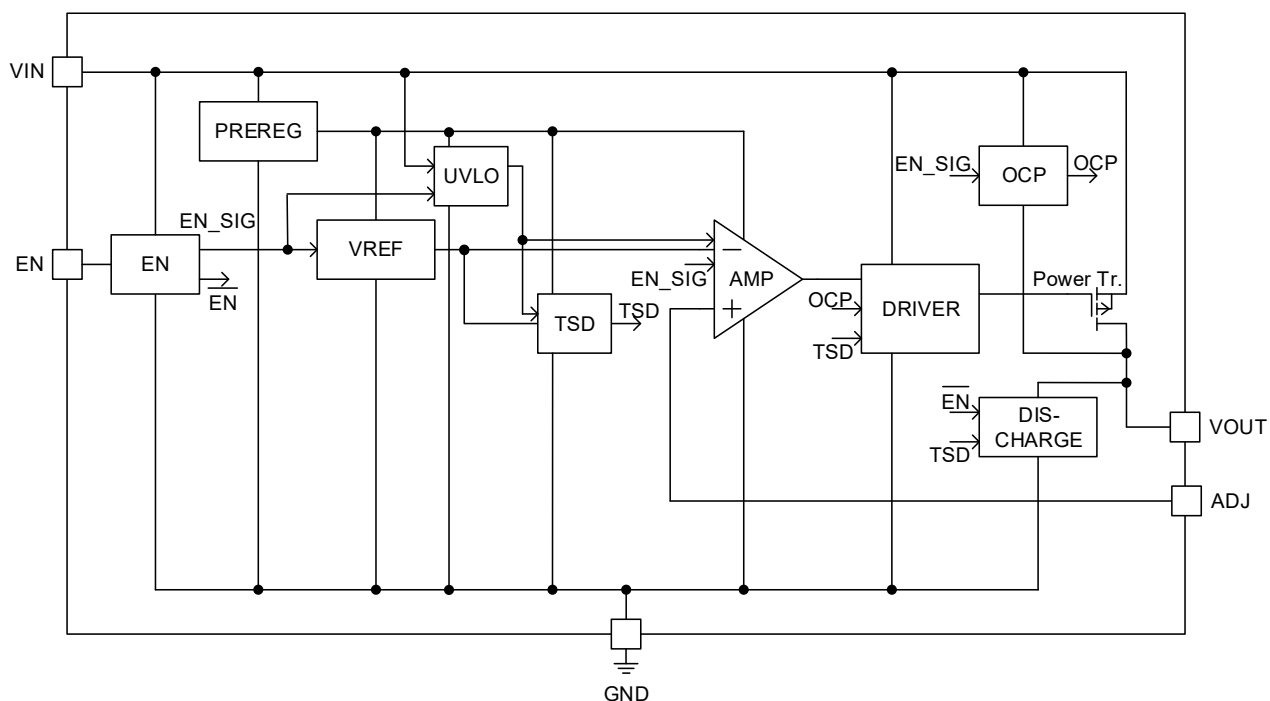 VIN
PREREG
UVLO
EN_SIG
OCP
OCP
EN_SIG
EN
EN
EN
VREF
EN_SIG
−
AMP
+
TSD
TSD
OCP
TSD
DRIVER
Power Tr.
EN
TSD
DIS-
CHARGE
VOUT
ADJ
GND